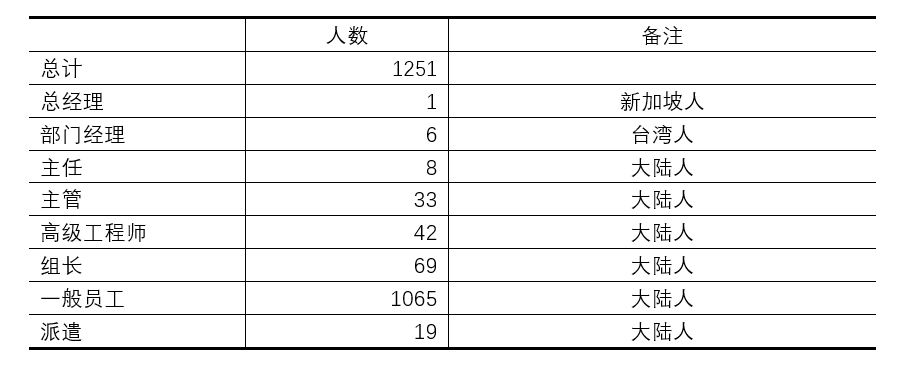 人数 备注
总计 1251
总经理 1 新加坡人
部门经理 6 台湾人
主任 8 大陆人
主管 33 大陆人
高级工程师 42 大陆人
组长 69 大陆人
一般员工 1065 大陆人
派遣 19 大陆人